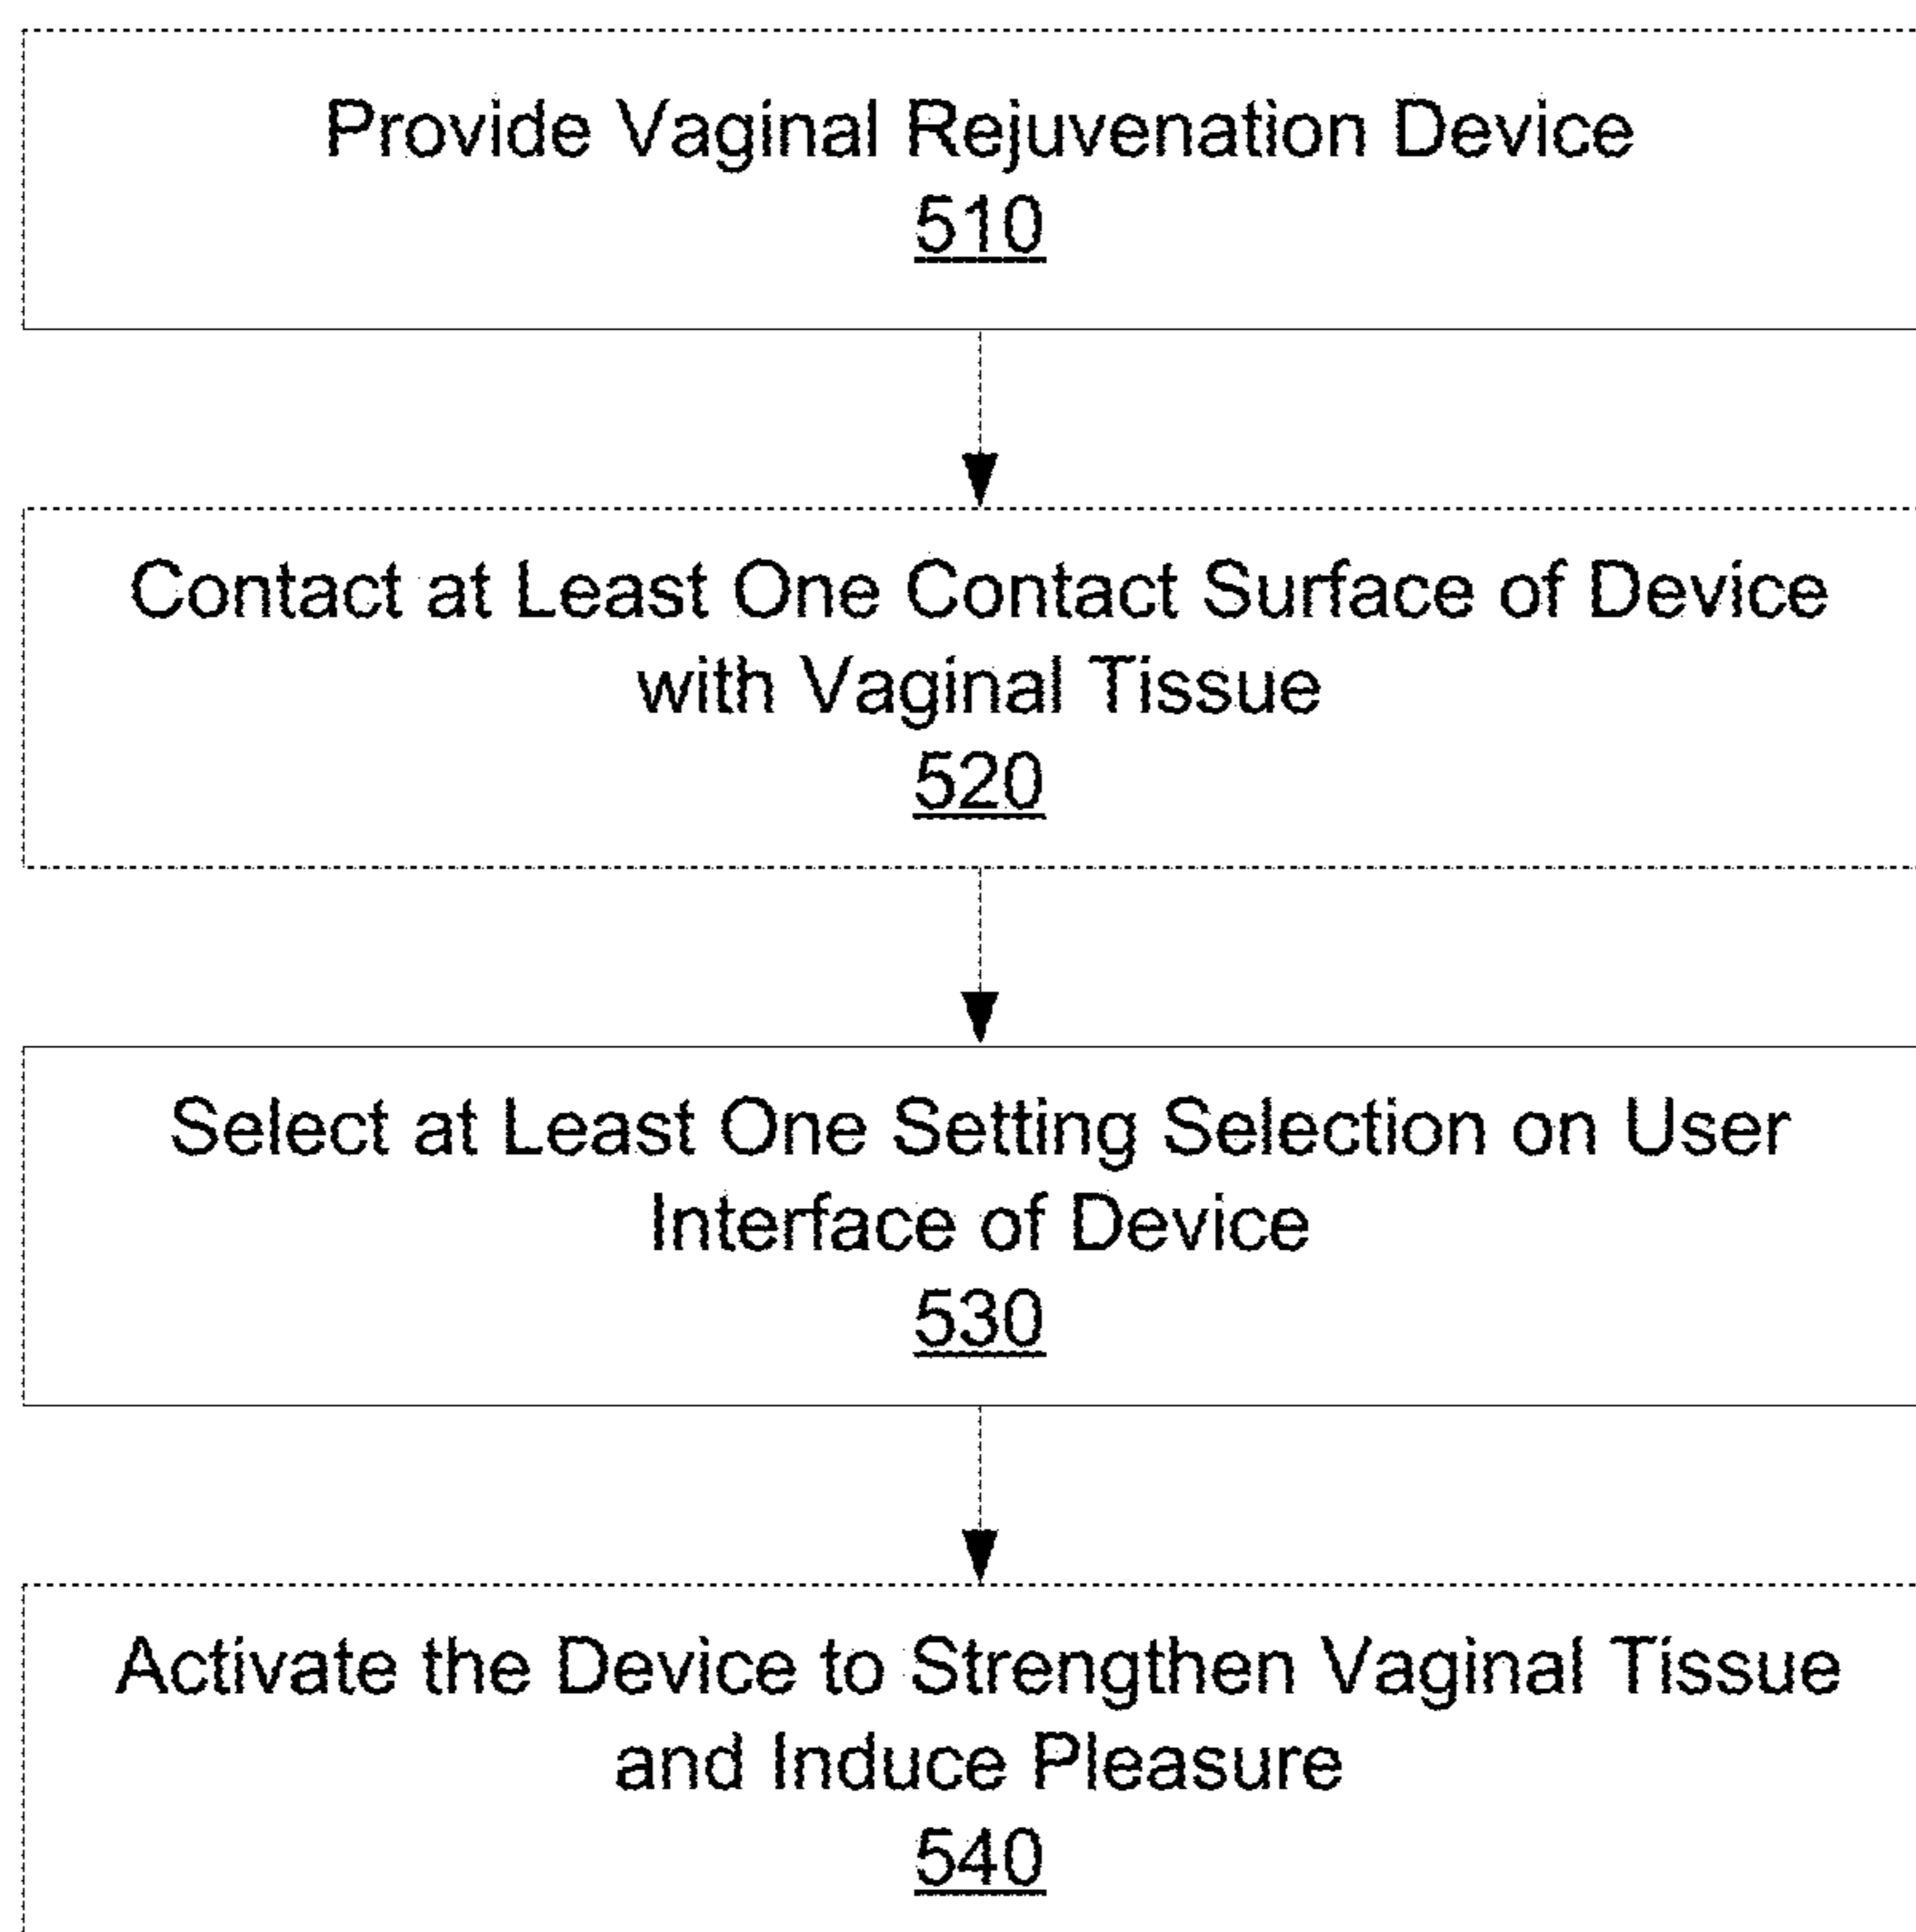 Provide Vaginal Rejuvenation Device
510
Contact at Least One Contact Surface of Device
with Vaginal Tissue
520
Select at Least One Setting Selection on User
Interface of Device
530
Activate the Device to Strengthen Vaginal Tissue
and Induce Pleasure
540